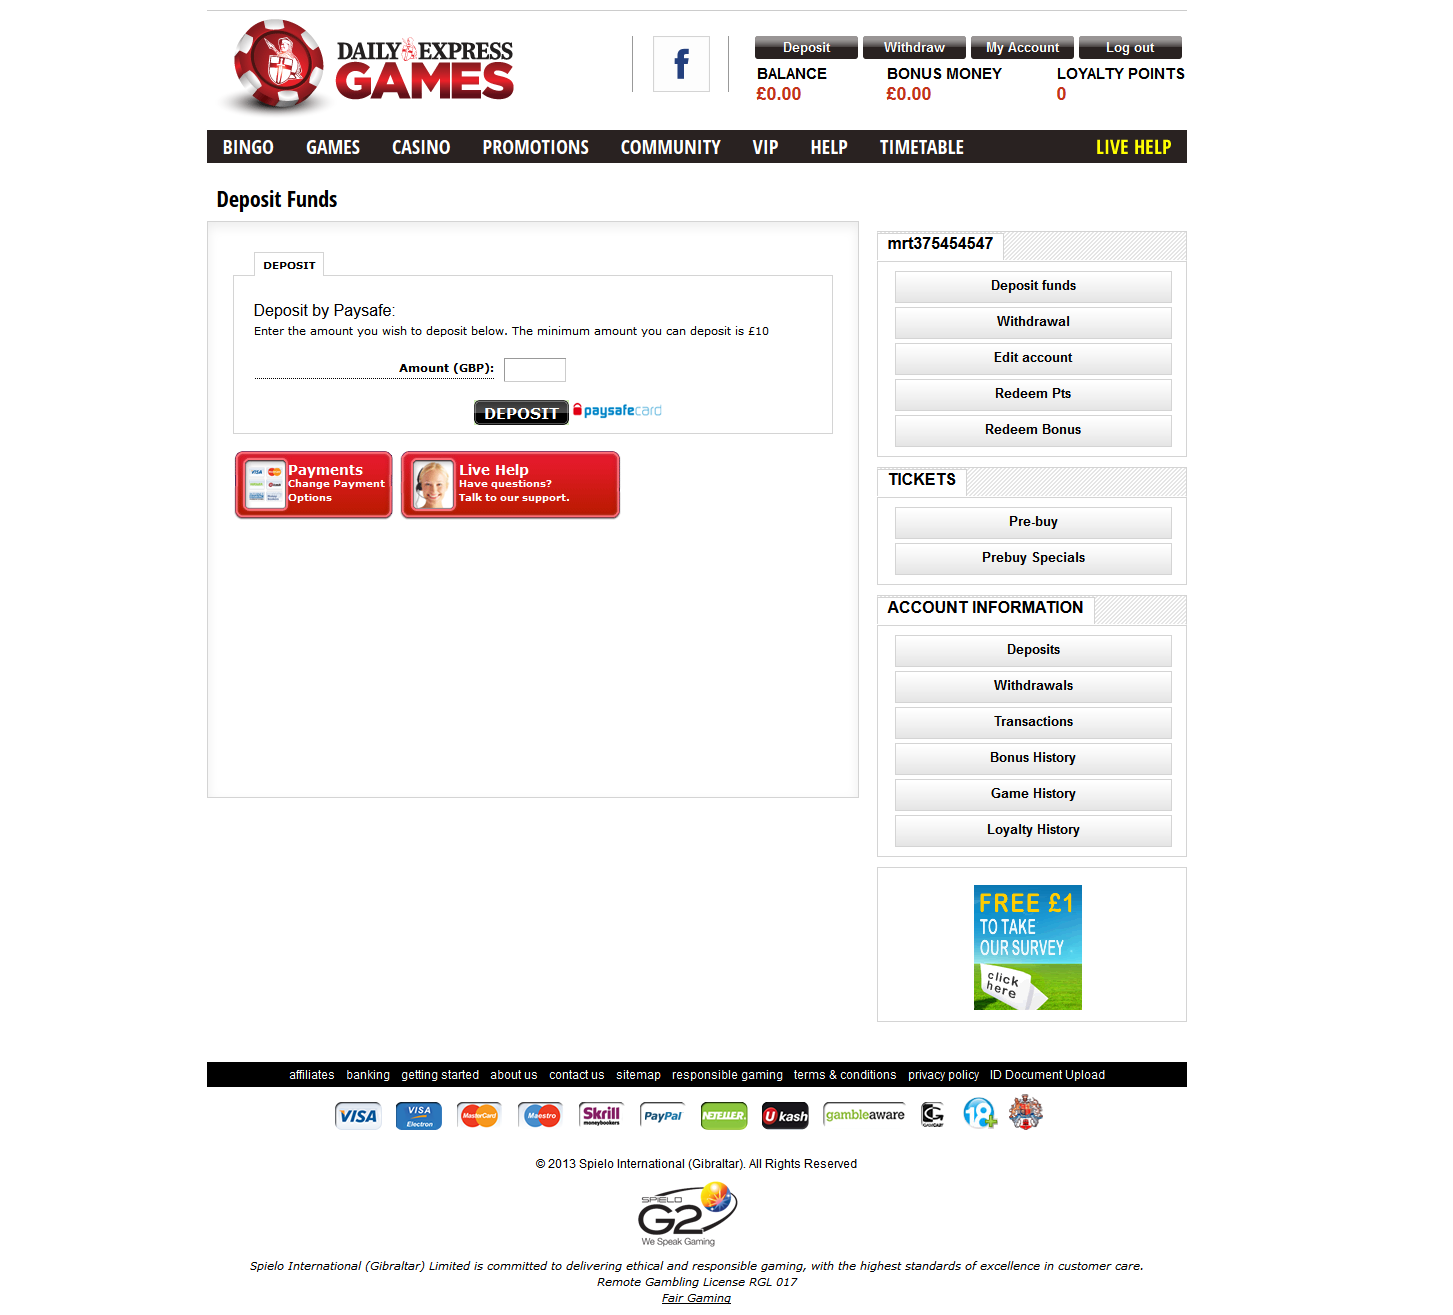 DAILY EXPRESS
GAMES
f
Deposit
Withdraw
My Account
Log out
BALANCE
BONUS MONEY
LOYALTY POINTS
£0.00
£0.00
0
BINGO
GAMES
CASINO
PROMOTIONS
COMMUNITY
VIP
HELP
TIMETABLE
LIVE HELP
Deposit Funds
DEPOSIT
Deposit by Paysafe:
Enter the amount you wish to deposit below. The minimum amount you can deposit is £10
Amount (GBP):
DEPOSIT
paysafecard
Payments
Change Payment
Options
Live Help
Have questions?
Talk to our support.
mrt375454547
Deposit funds
Withdrawal
Edit account
Redeem Pts
Redeem Bonus
TICKETS
Pre-buy
Prebuy Specials
ACCOUNT INFORMATION
Deposits
Withdrawals
Transactions
Bonus History
Game History
Loyalty History
FREE £1
TO TAKE
OUR SURVEY
click
here
affiliates
banking
getting started
about us
contact us
sitemap
responsible gaming
terms & conditions
privacy policy
ID Document Upload
VISA
VISA
Electron
MasterCard
Maestro
Skrill
moneybookers
PayPal
NETELLER
Ukash
gambleaware
18+
© 2013 Spielo International (Gibraltar). All Rights Reserved
SPIELO
G2
We Speak Gaming
Spielo International (Gibraltar) Limited is committed to delivering ethical and responsible gaming, with the highest standards of excellence in customer care.
Remote Gambling License RGL 017
Fair Gaming